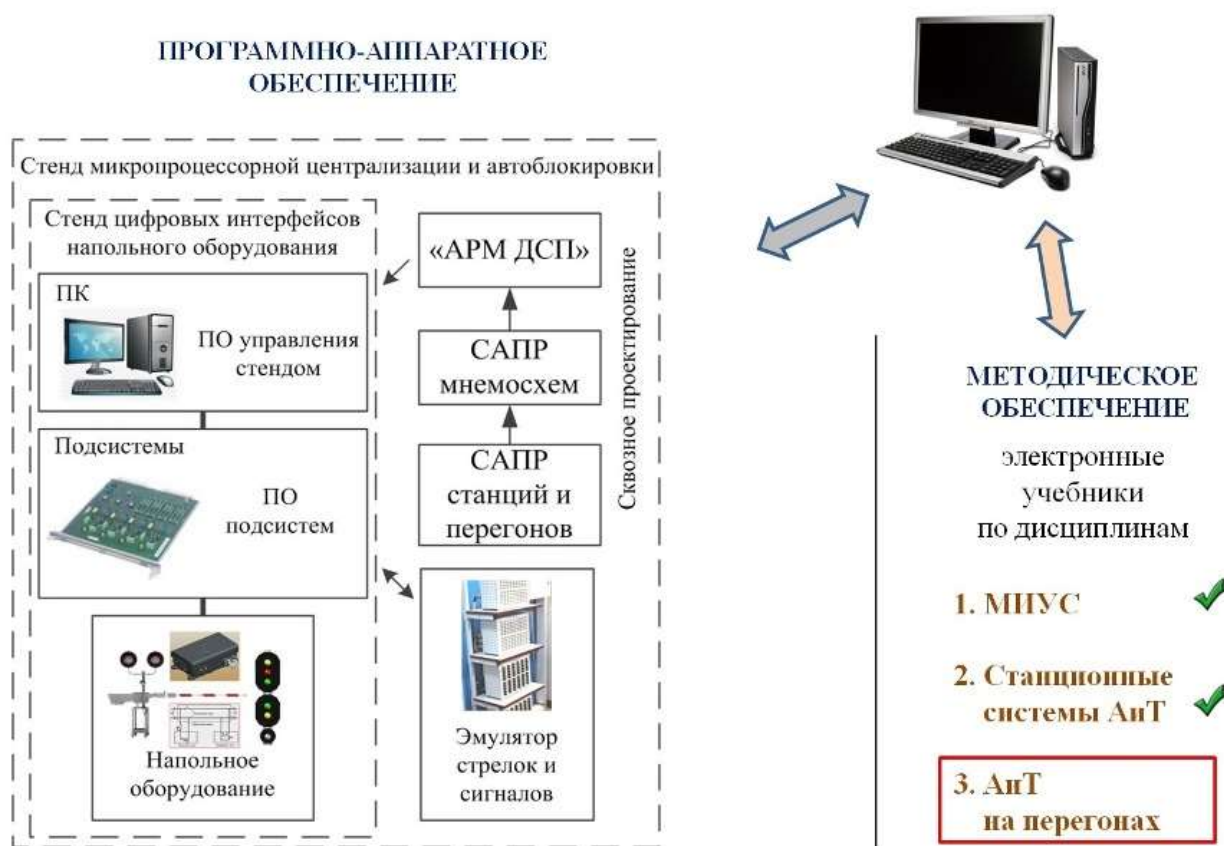 ПРОГРАММНО-АППАРАТНОЕ
ОБЕСПЕЧЕНИЕ
Стенд микропроцессорной централизации и автоблокировки
Стенд цифровых интерфейсов
напольного оборудования
ПК
ПО управления
стендом
Подсистемы
ПО
подсистем
Напольное
оборудование
«АРМ ДСП»
САПР
мнемосхем
САПР
станций и
перегонов
Эмулятор
стрелок и
сигналов
Сквозное проектирование
МЕТОДИЧЕСКОЕ
ОБЕСПЕЧЕНИЕ
электронные
учебники
по дисциплинам
1. МИУС
2. Станционные
системы АиТ
3. АиТ
на перегонах